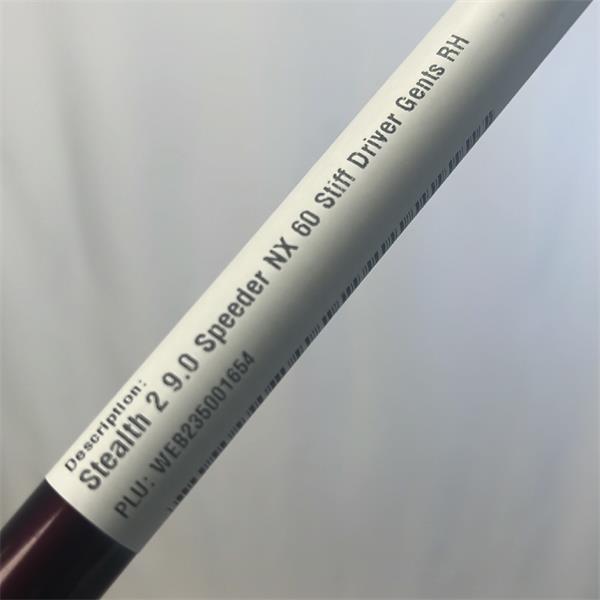 Description:
Stealth 2 9.0 Speeder NX 60 Stiff Driver Gents RH
PLU: WEB235001654